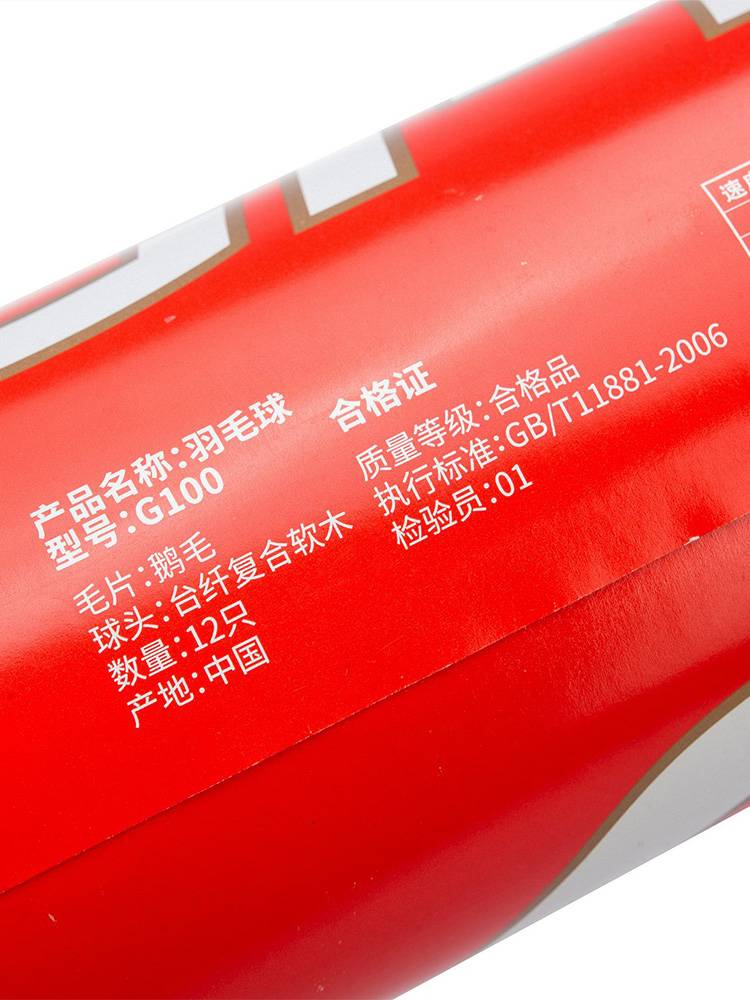 产品名称:羽毛球
型号:G100
毛片:鹅毛
球头:台纤复合软木
数量:12只
产地:中国
合格证
质量等级:合格品
执行标准:GB/T11881-2006
检验员:01
速